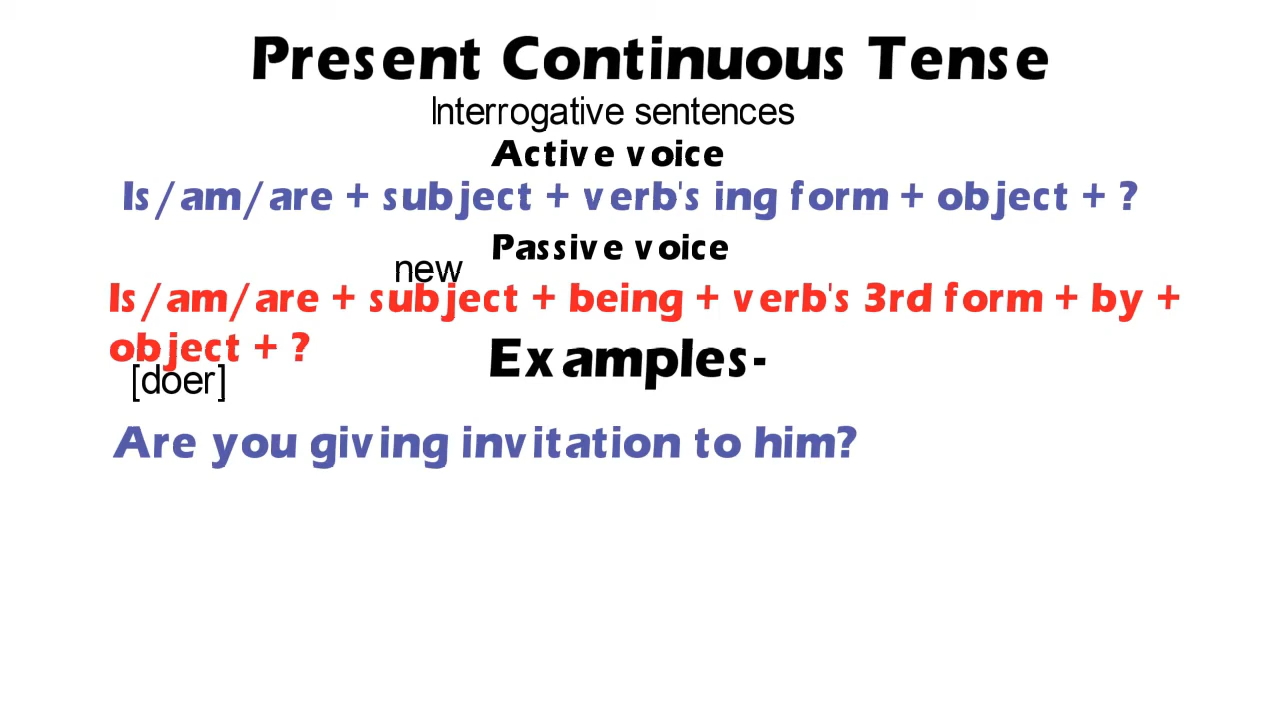 Present Continuous Tense
Interrogative sentences
Active voice
Is/am/are + subject + verb's ing form + object + ?
Passive voice
new
Is/am/are + subject + being + verb's 3rd form + by +
object + ?
Examples-
[doer]
Are you giving invitation to him?